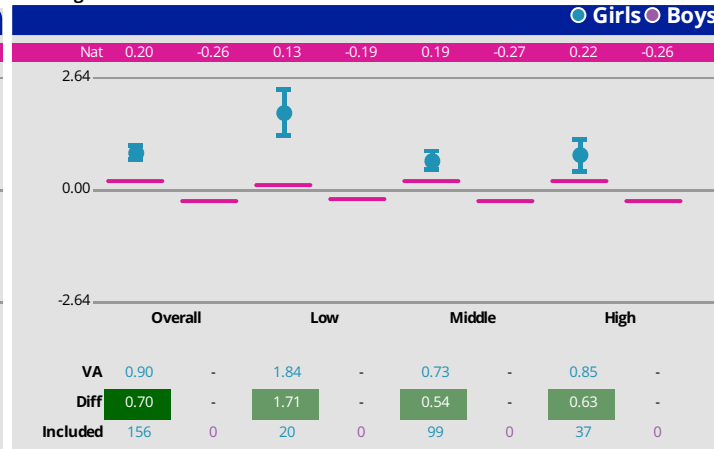 Girls Boys
Nat 0.20 -0.26 0.13 -0.19 0.19 -0.27 0.22 -0.26
2.64
0.00
-2.64
Overall Low Middle High
VA 0.90 - 1.84 - 0.73 - 0.85 -
Diff 0.70 - 1.71 - 0.54 - 0.63 -
Included 156 0 20 0 99 0 37 0